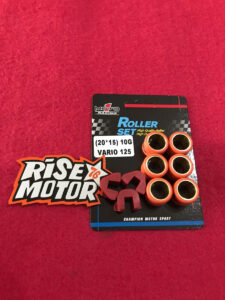 ROLLER
SET
(20*15) 10G
VARIO 125
RISE
MOTOR
CHAMPION MOTOR SPORT